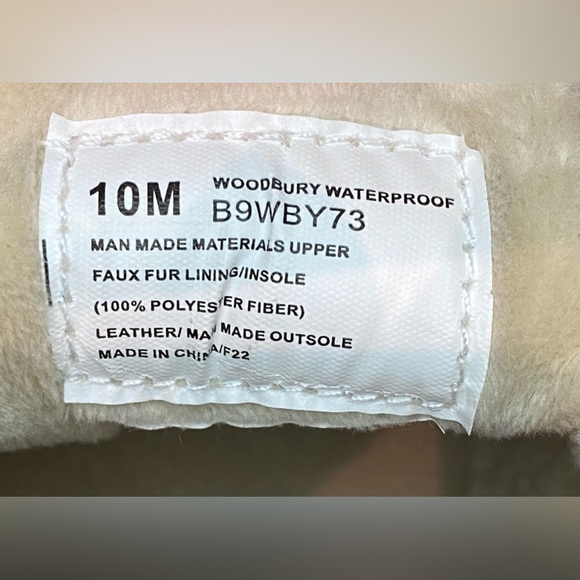 10M WOODBURY WATERPROOF
B9WBY73
MAN MADE MATERIALS UPPER
FAUX FUR LINING/INSOLE
(100% POLYESTER FIBER)
LEATHER/ MAN MADE OUTSOLE
MADE IN CHINA/F22